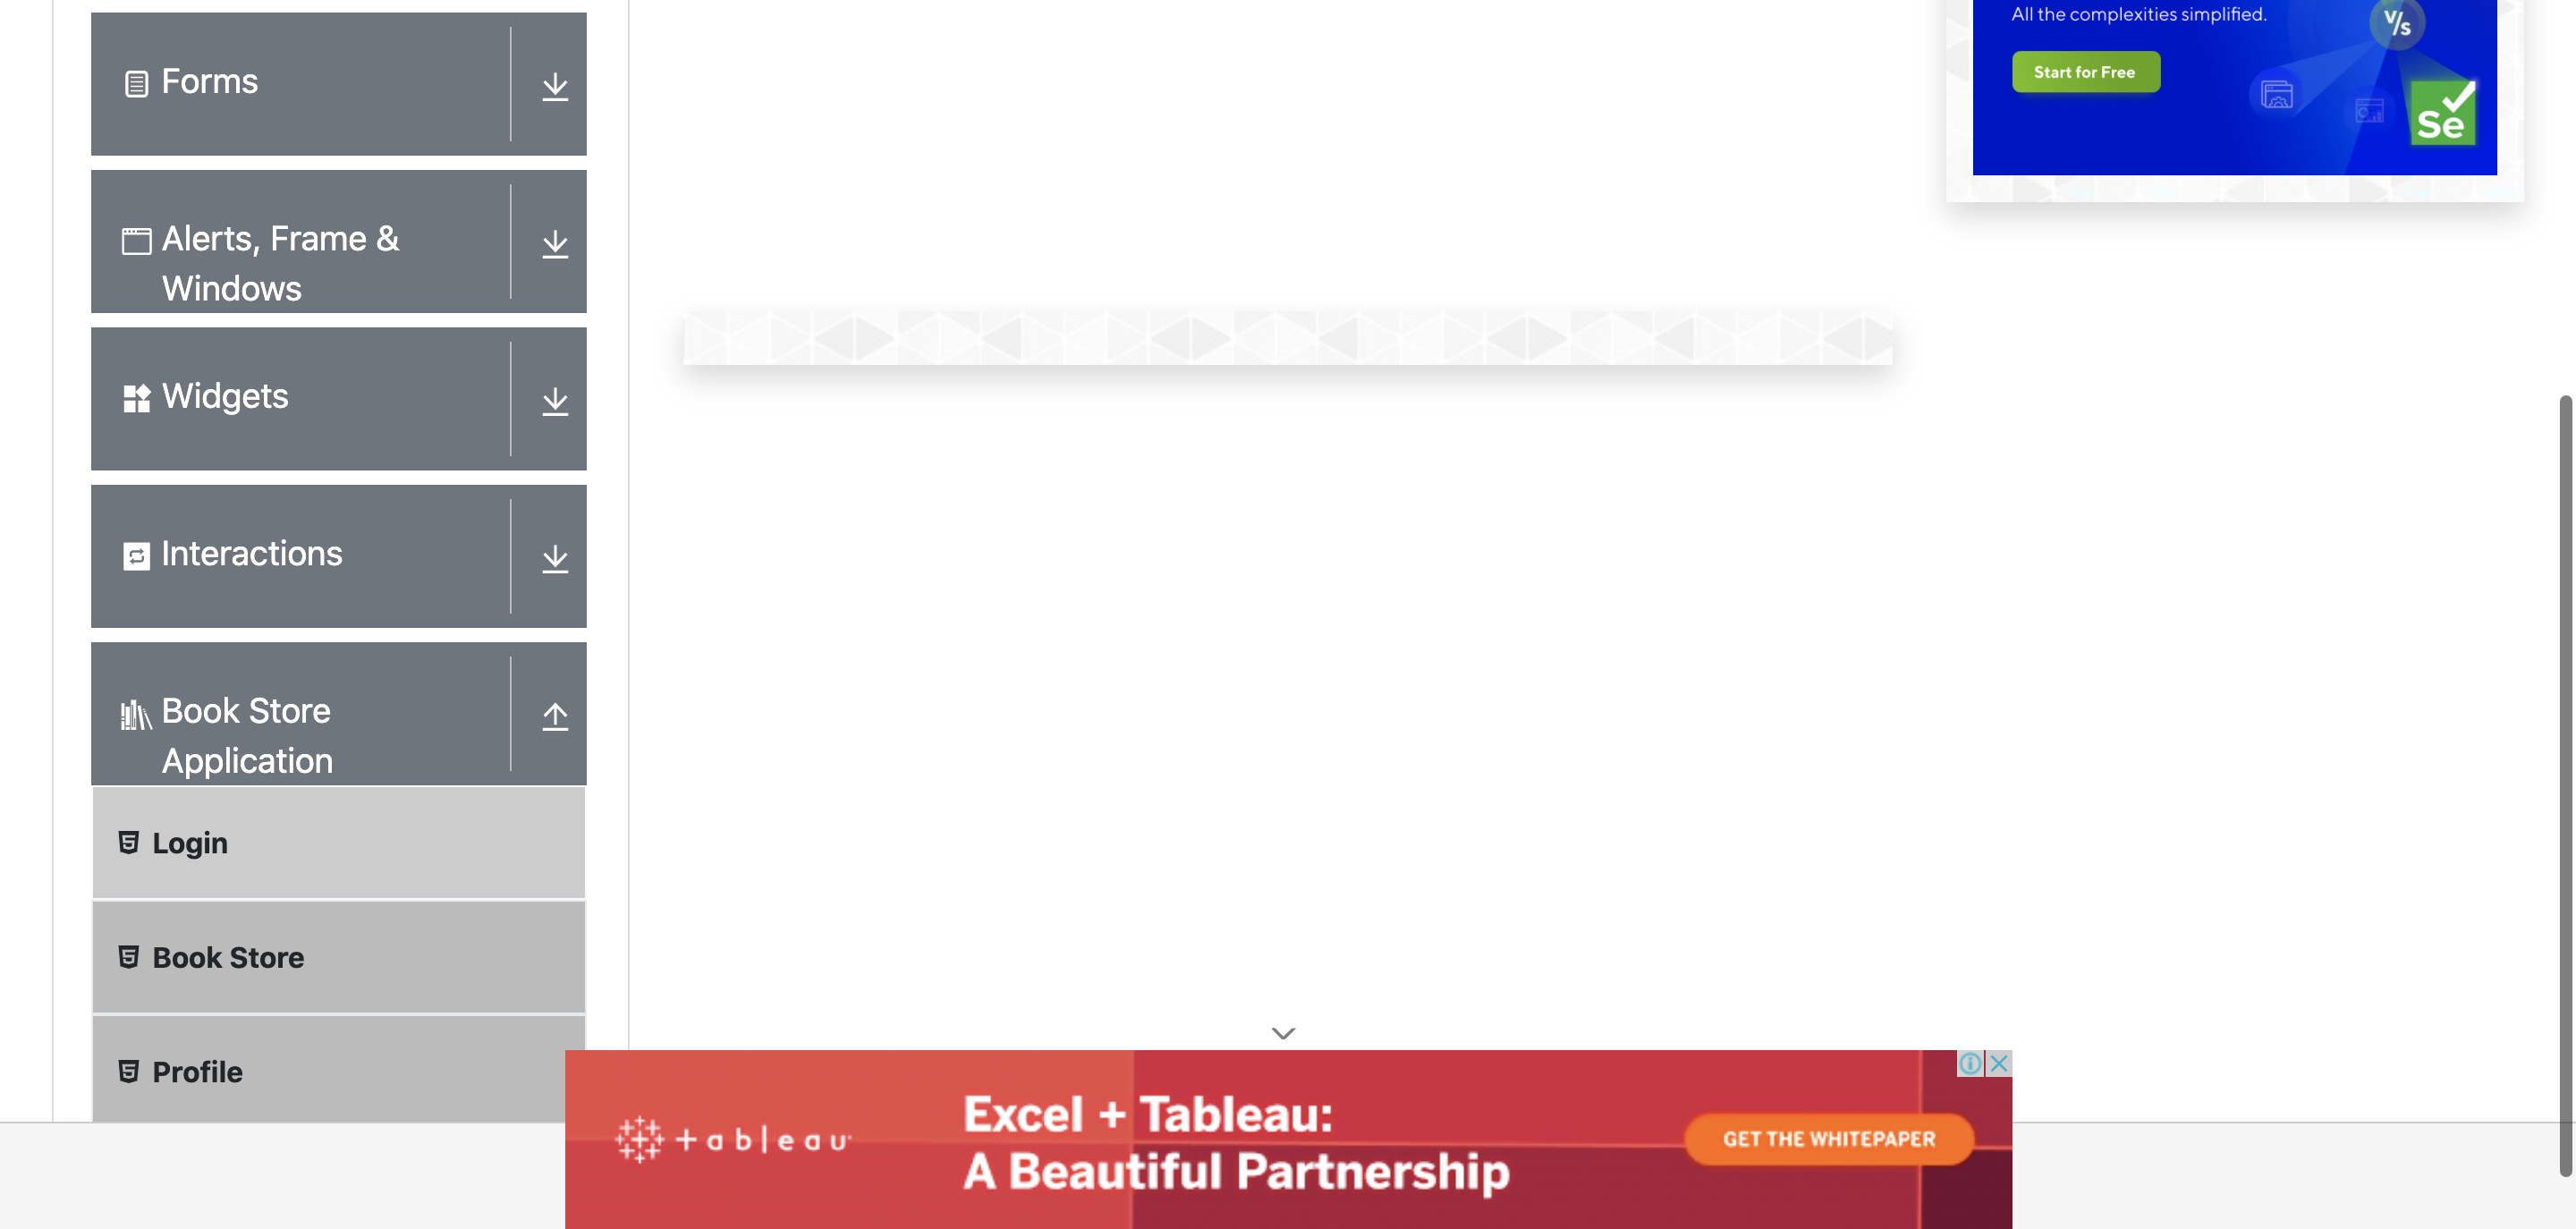 Forms
Alerts, Frame &
Windows
Widgets
Interactions
Book Store
Application
Login
Book Store
Profile
All the complexities simplified.
V/s
Start for Free
Se
+ a b l e a u
Excel + Tableau:
A Beautiful Partnership
GET THE WHITEPAPER